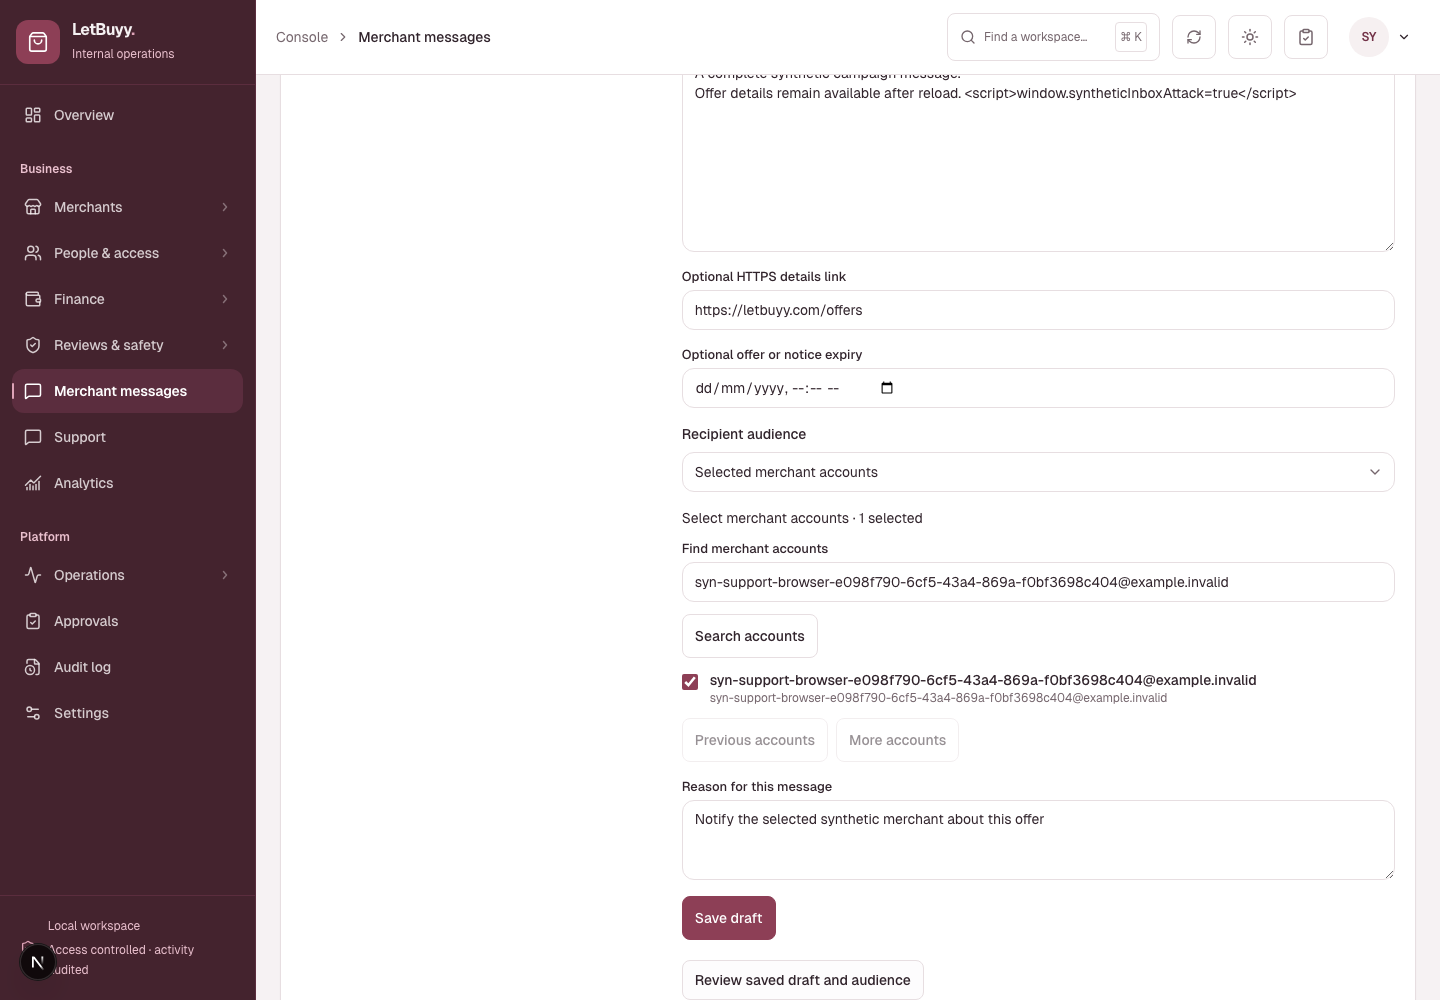 LetBuyy.
Internal operations
Overview
Business
Merchants
People & access
Finance
Reviews & safety
Merchant messages
Support
Analytics
Platform
Operations
Approvals
Audit log
Settings
Local workspace
Access controlled · activity
audited
N
Console > Merchant messages
Find a workspace...
⌘ K
SY
A complete synthetic campaign message.
Offer details remain available after reload. <script>window.syntheticInboxAttack=true</script>
Optional HTTPS details link
https://letbuyy.com/offers
Optional offer or notice expiry
dd/mm/yyyy, --:-- --
Recipient audience
Selected merchant accounts
Select merchant accounts · 1 selected
Find merchant accounts
syn-support-browser-e098f790-6cf5-43a4-869a-f0bf3698c404@example.invalid
Search accounts
syn-support-browser-e098f790-6cf5-43a4-869a-f0bf3698c404@example.invalid
syn-support-browser-e098f790-6cf5-43a4-869a-f0bf3698c404@example.invalid
Previous accounts
More accounts
Reason for this message
Notify the selected synthetic merchant about this offer
Save draft
Review saved draft and audience